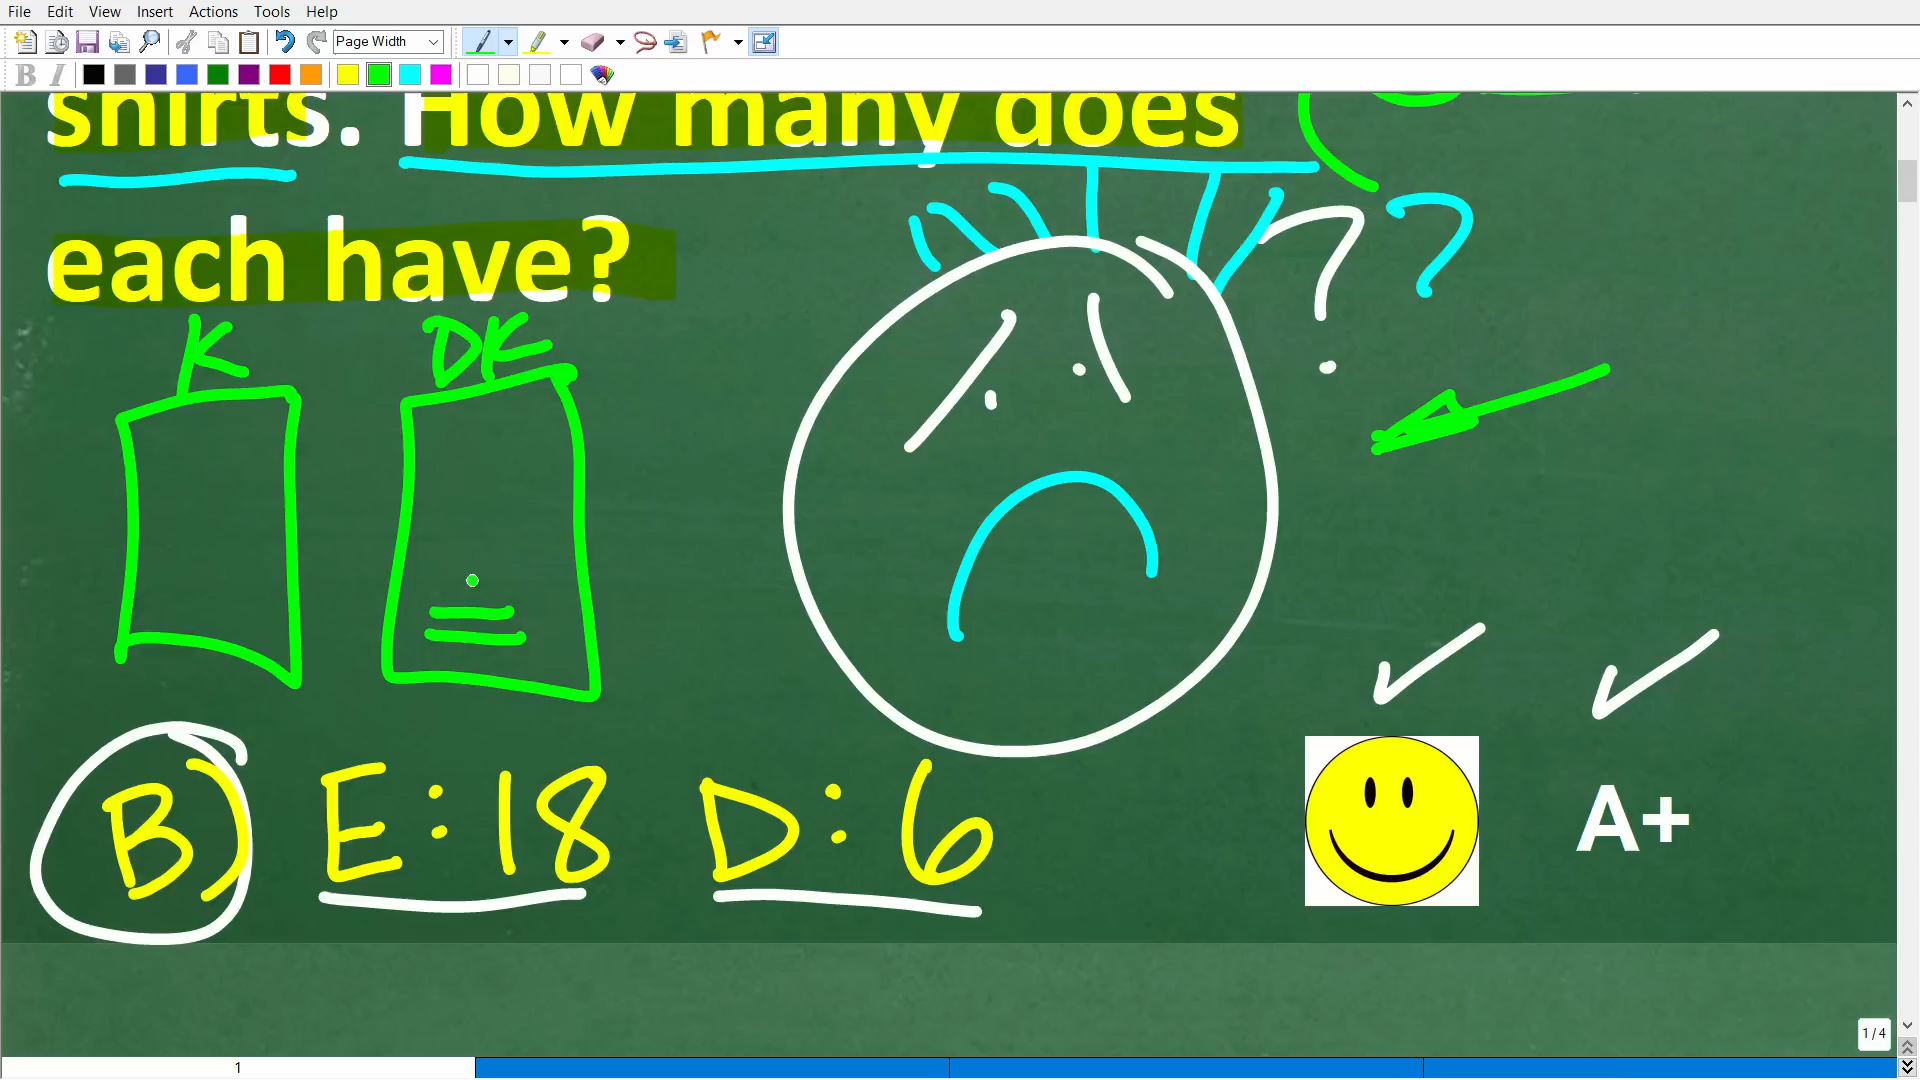 File Edit View Insert Actions Tools Help
Page Width
B I
shirts. How many does
each have?
? ?
K DK
B) E: 18 D: 6
A+
1 / 4
1